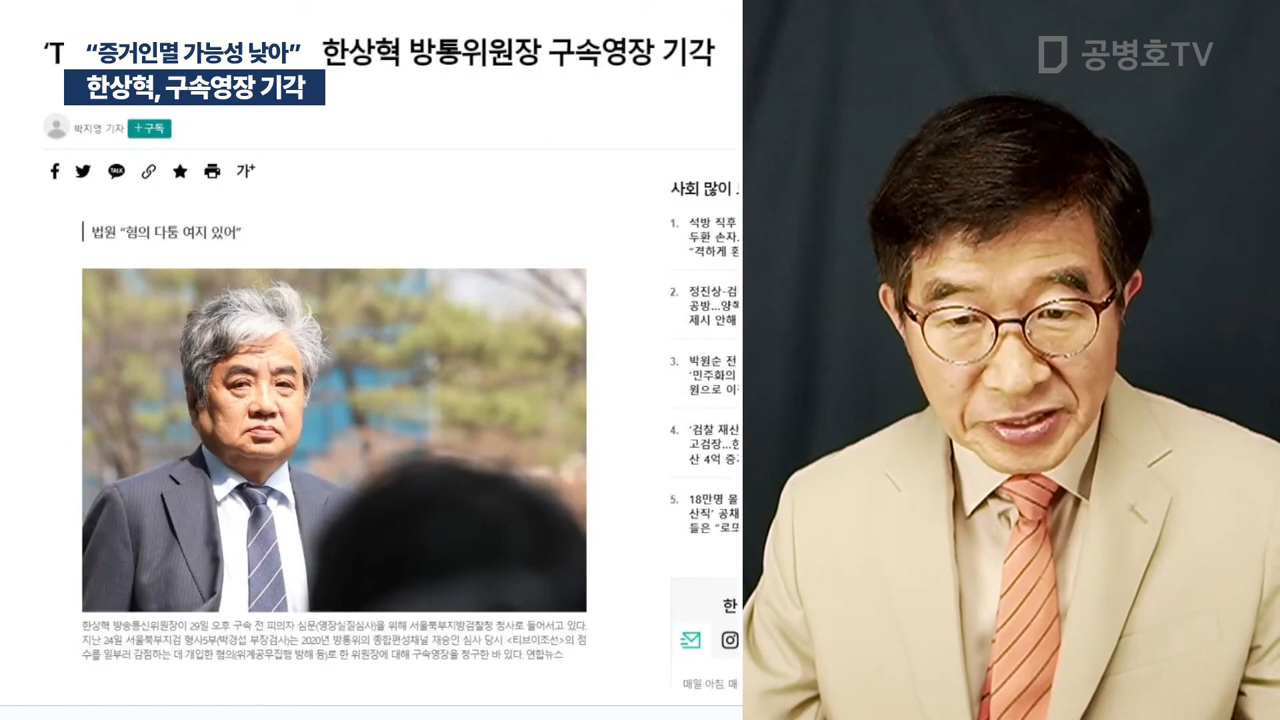 ‘T
“증거인멸 가능성 낮아”
한상혁, 구속영장 기각
한상혁 방통위원장 구속영장 기각
공병호TV
박지영 기자
+구독
TALK
가+
법원 “혐의 다툼 여지 있어”
한상혁 방송통신위원장이 29일 오후 구속 전 피의자 심문(영장실질심사)을 위해 서울북부지방검찰청 청사로 들어서고 있다.
지난 24일 서울북부지검 형사5부(박경섭 부장검사)는 2020년 방통위의 종합편성채널 재승인 심사 당시 <티브이조선>의 점
수를 일부러 감점하는 데 개입한 혐의(위계공무집행 방해 등)로 한 위원장에 대해 구속영장을 청구한 바 있다. 연합뉴스
사회 많이
1. 석방 직후
두환 손자.
“격하게 환
2. 정진상-검
공방...양쪽
제시 안해
3. 박원순 전
‘민주화의
원으로 이
4. ‘검찰 재산
고검장...한
산 4억 증
5. 18만명 몰
산직’ 공채
들은 “로또
한
매일 아침, 매